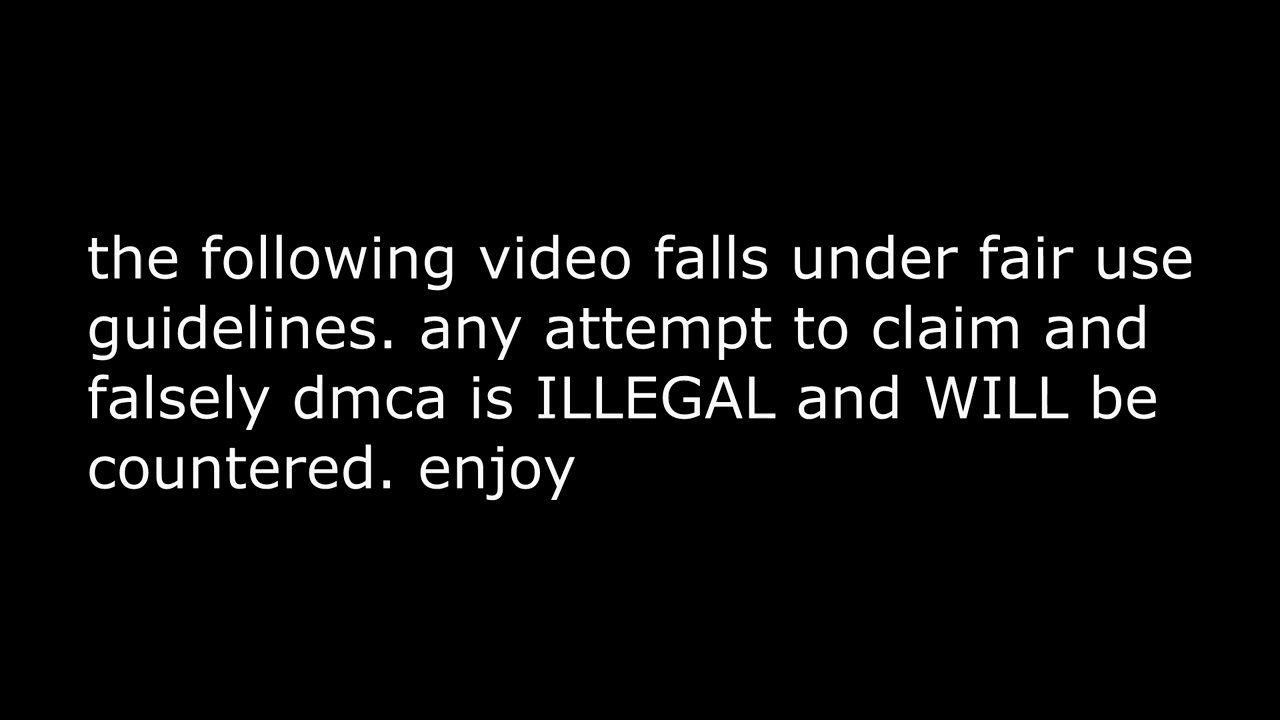 the following video falls under fair use
guidelines. any attempt to claim and
falsely dmca is ILLEGAL and WILL be
countered. enjoy